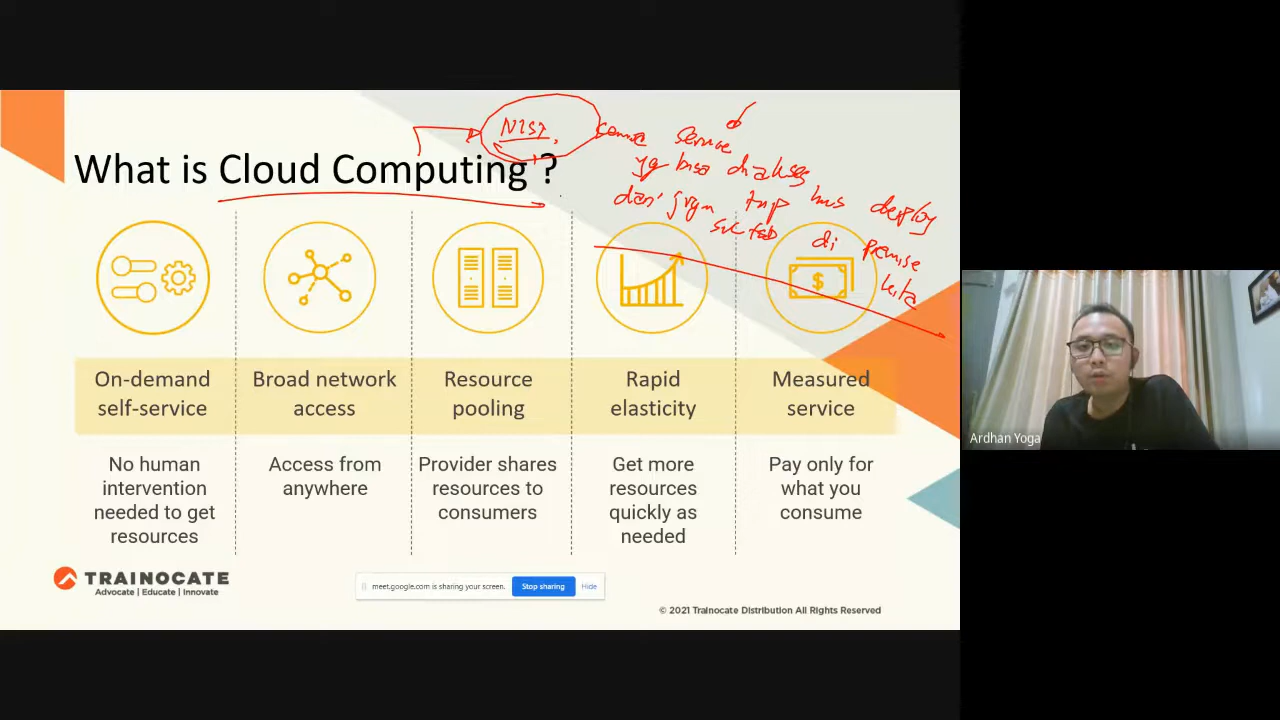 NIST
semua service
yg bisa diakses
dari
deploy
di premise
kita
What is Cloud Computing ?
On-demand
self-service
Broad network
access
Resource
pooling
Rapid
elasticity
Measured
service
No human
intervention
needed to get
resources
Access from
anywhere
Provider shares
resources to
consumers
Get more
resources
quickly as
needed
Pay only for
what you
consume
TRAINOCATE
Advocate | Educate | Innovate
meet.google.com is sharing your screen.
Stop sharing
Hide
© 2021 Trainocate Distribution All Rights Reserved
Ardhan Yoga